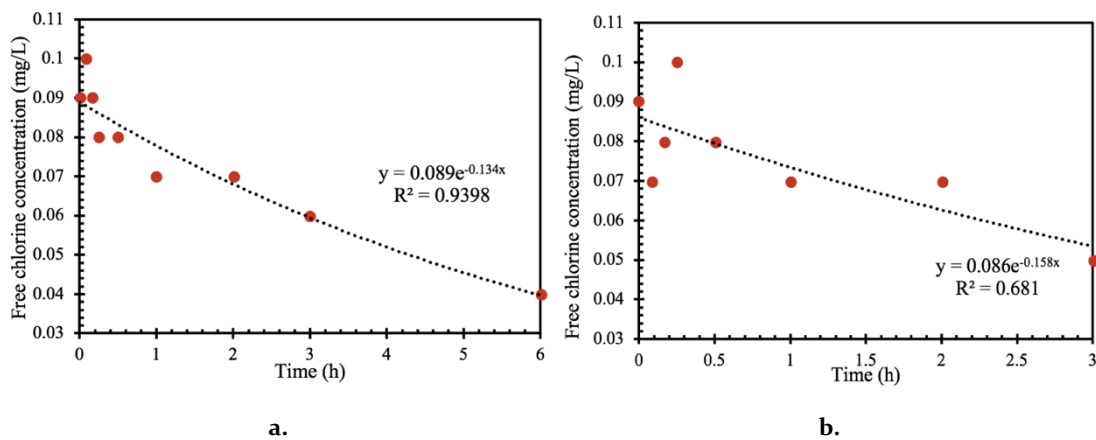 Free chlorine concentration (mg/L)
0.11
0.1
0.09
0.08
0.07
0.06
0.05
0.04
0.03
y = 0.089e^-0.134x
R² = 0.9398
0 1 2 3 4 5 6
Time (h)
a.
Free chlorine concentration (mg/L)
0.11
0.1
0.09
0.08
0.07
0.06
0.05
0.04
0.03
y = 0.086e^-0.158x
R² = 0.681
0 0.5 1 1.5 2 2.5 3
Time (h)
b.